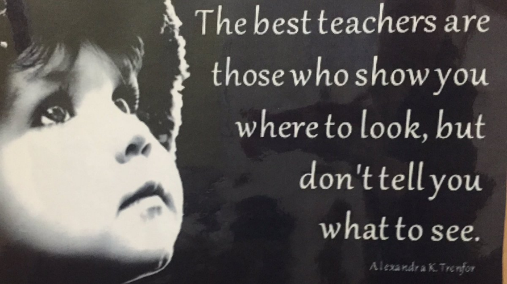 The best teachers are
those who show you
where to look, but
don't tell you
what to see.
Alexandra K. Trenfor